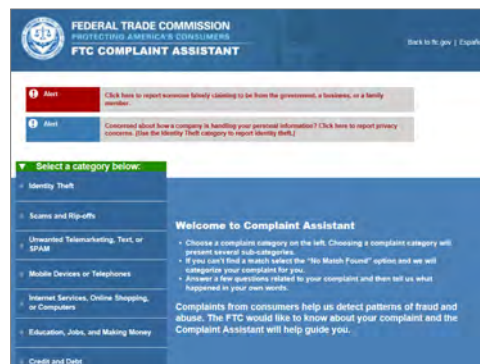 FEDERAL TRADE COMMISSION
PROTECTING AMERICA'S CONSUMERS
FTC COMPLAINT ASSISTANT
Back to ftc.gov | Españo
Alert
Click here to report someone falsely claiming to be from the government, a business, or a family
member.
Alert
Concerned about how a company is handling your personal information? Click here to report privacy
concerns. [Use the Identity Theft category to report identity theft.]
Select a category below:
Identity Theft
Scams and Rip-offs
Unwanted Telemarketing, Text, or
SPAM
Mobile Devices or Telephones
Internet Services, Online Shopping,
or Computers
Education, Jobs, and Making Money
Credit and Debt
Welcome to Complaint Assistant
• Choose a complaint category on the left. Choosing a complaint category will
present several sub-categories.
• If you can't find a match select the "No Match Found" option and we will
categorize your complaint for you.
• Answer a few questions related to your complaint and then tell us what
happened in your own words.
Complaints from consumers help us detect patterns of fraud and
abuse. The FTC would like to know about your complaint and the
Complaint Assistant will help guide you.